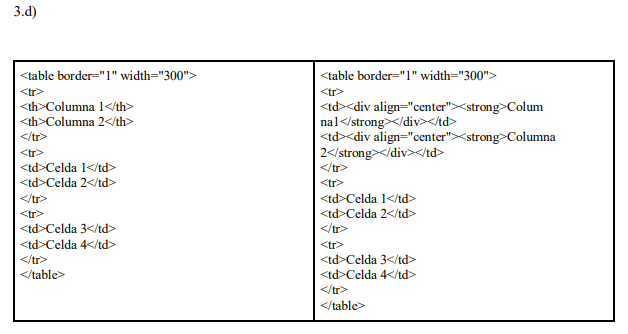 3.d)
<table border="1" width="300">
<tr>
<th>Columna 1</th>
<th>Columna 2</th>
</tr>
<tr>
<td>Celda 1</td>
<td>Celda 2</td>
</tr>
<tr>
<td>Celda 3</td>
<td>Celda 4</td>
</tr>
</table>
<table border="1" width="300">
<tr>
<td><div align="center"><strong>Colum
na1</strong></div></td>
<td><div align="center"><strong>Columna
2</strong></div></td>
</tr>
<tr>
<td>Celda 1</td>
<td>Celda 2</td>
</tr>
<tr>
<td>Celda 3</td>
<td>Celda 4</td>
</tr>
</table>